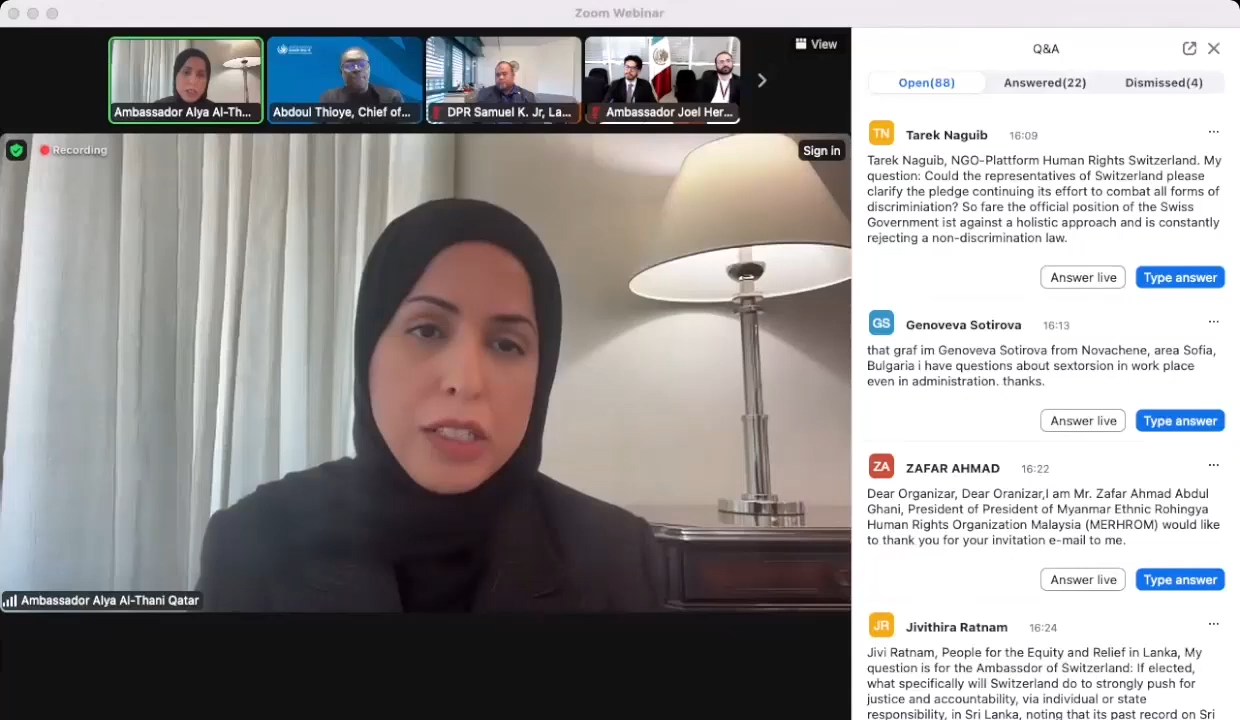 Zoom Webinar
View
Ambassador Alya Al-Th...
Abdoul Thioye, Chief of...
DPR Samuel K. Jr, La...
Ambassador Joel Her...
Recording
Sign in
Ambassador Alya Al-Thani Qatar
Q&A
Open(88)
Answered(22)
Dismissed(4)
TN
Tarek Naguib 16:09
Tarek Naguib, NGO-Plattform Human Rights Switzerland. My
question: Could the representatives of Switzerland please
clarify the pledge continuing its effort to combat all forms of
discriminiation? So fare the official position of the Swiss
Government ist against a holistic approach and is constantly
rejecting a non-discrimination law.
Answer live
Type answer
GS
Genoveva Sotirova 16:13
that graf im Genoveva Sotirova from Novachene, area Sofia,
Bulgaria i have questions about sextorsion in work place
even in administration. thanks.
Answer live
Type answer
ZA
ZAFAR AHMAD 16:22
Dear Organizar, Dear Oranizar,I am Mr. Zafar Ahmad Abdul
Ghani, President of President of Myanmar Ethnic Rohingya
Human Rights Organization Malaysia (MERHROM) would like
to thank you for your invitation e-mail to me.
Answer live
Type answer
JR
Jivithira Ratnam 16:24
Jivi Ratnam, People for the Equity and Relief in Lanka, My
question is for the Ambassdor of Switzerland: If elected,
what specifically will Switzerland do to strongly push for
justice and accountability, via individual or state
responsibility, in Sri Lanka, noting that its past record on Sri